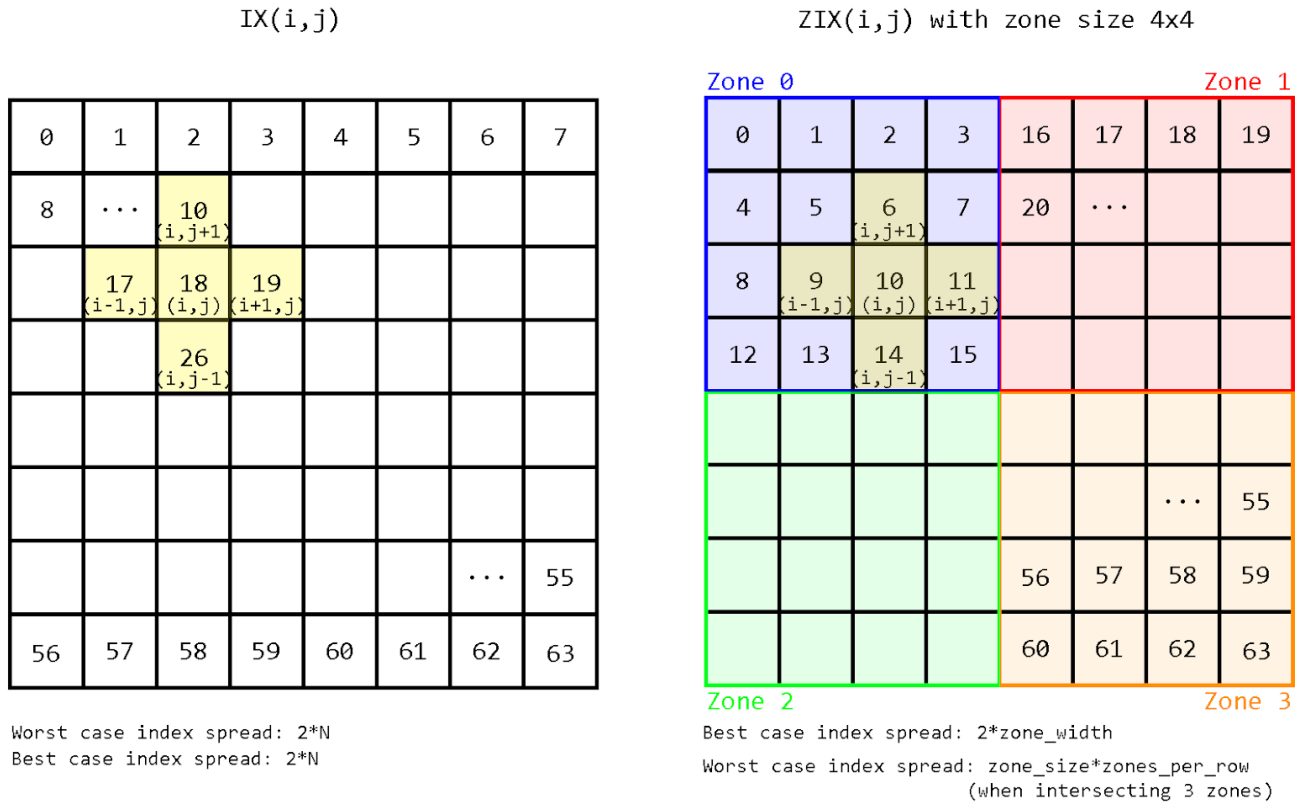 IX(i,j)
0 1 2 3 4 5 6 7
8 ... 10
(i,j+1)
17 18 19
(i-1,j) (i,j) (i+1,j)
26
(i,j-1)
... 55
56 57 58 59 60 61 62 63
Worst case index spread: 2*N
Best case index spread: 2*N
ZIX(i,j) with zone size 4x4
Zone 0 Zone 1
0 1 2 3 16 17 18 19
4 5 6 7 20 ...
(i,j+1)
8 9 10 11
(i-1,j) (i,j) (i+1,j)
12 13 14 15
(i,j-1)
... 55
56 57 58 59
60 61 62 63
Zone 2 Zone 3
Best case index spread: 2*zone_width
Worst case index spread: zone_size*zones_per_row
(when intersecting 3 zones)